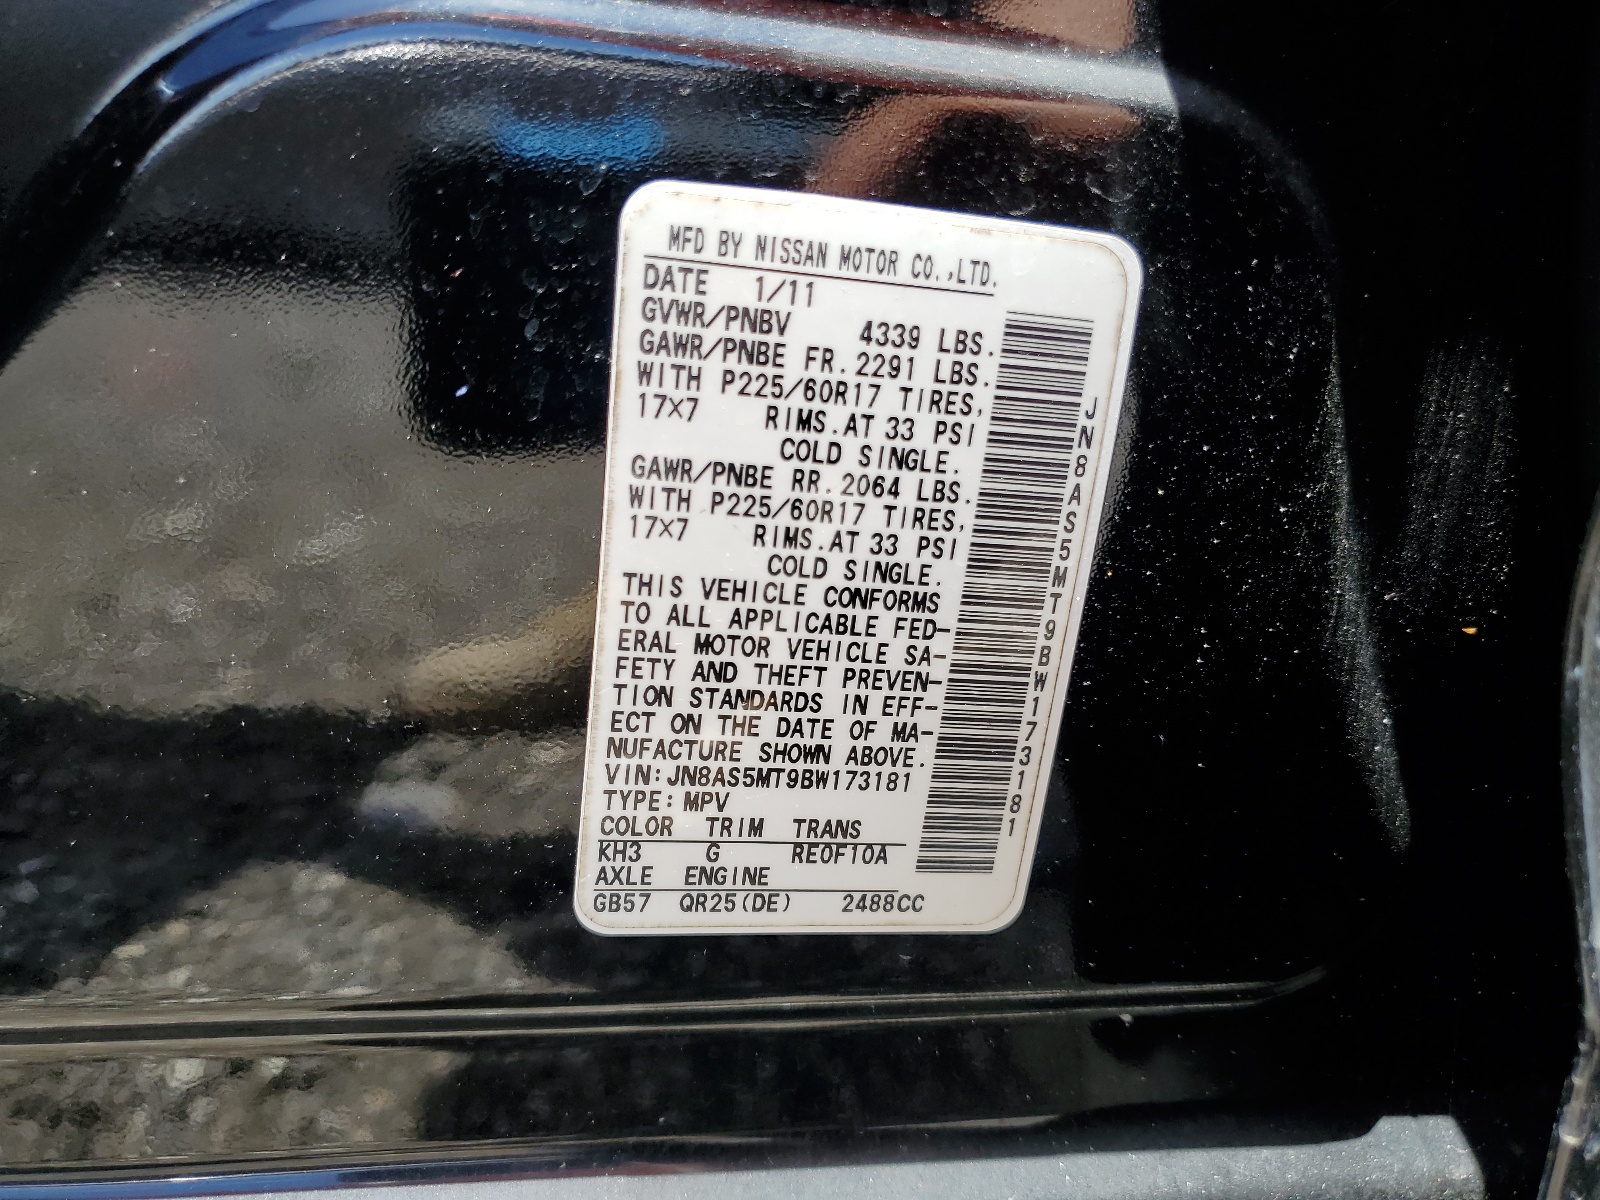 MFD BY NISSAN MOTOR CO.,LTD.
DATE 1/11
GVWR/PNBV 4339 LBS.
GAWR/PNBE FR. 2291 LBS.
WITH P225/60R17 TIRES,
17×7 RIMS.AT 33 PSI
COLD SINGLE.
GAWR/PNBE RR. 2064 LBS.
WITH P225/60R17 TIRES,
17×7 RIMS.AT 33 PSI
COLD SINGLE.
THIS VEHICLE CONFORMS
TO ALL APPLICABLE FED-
ERAL MOTOR VEHICLE SA-
FETY AND THEFT PREVEN-
TION STANDARDS IN EFF-
ECT ON THE DATE OF MA-
NUFACTURE SHOWN ABOVE.
VIN:JN8AS5MT9BW173181
TYPE:MPV
COLOR TRIM TRANS
KH3 G RE0F10A
AXLE ENGINE
GB57 QR25(DE) 2488CC
JN8AS5MT9BW173181